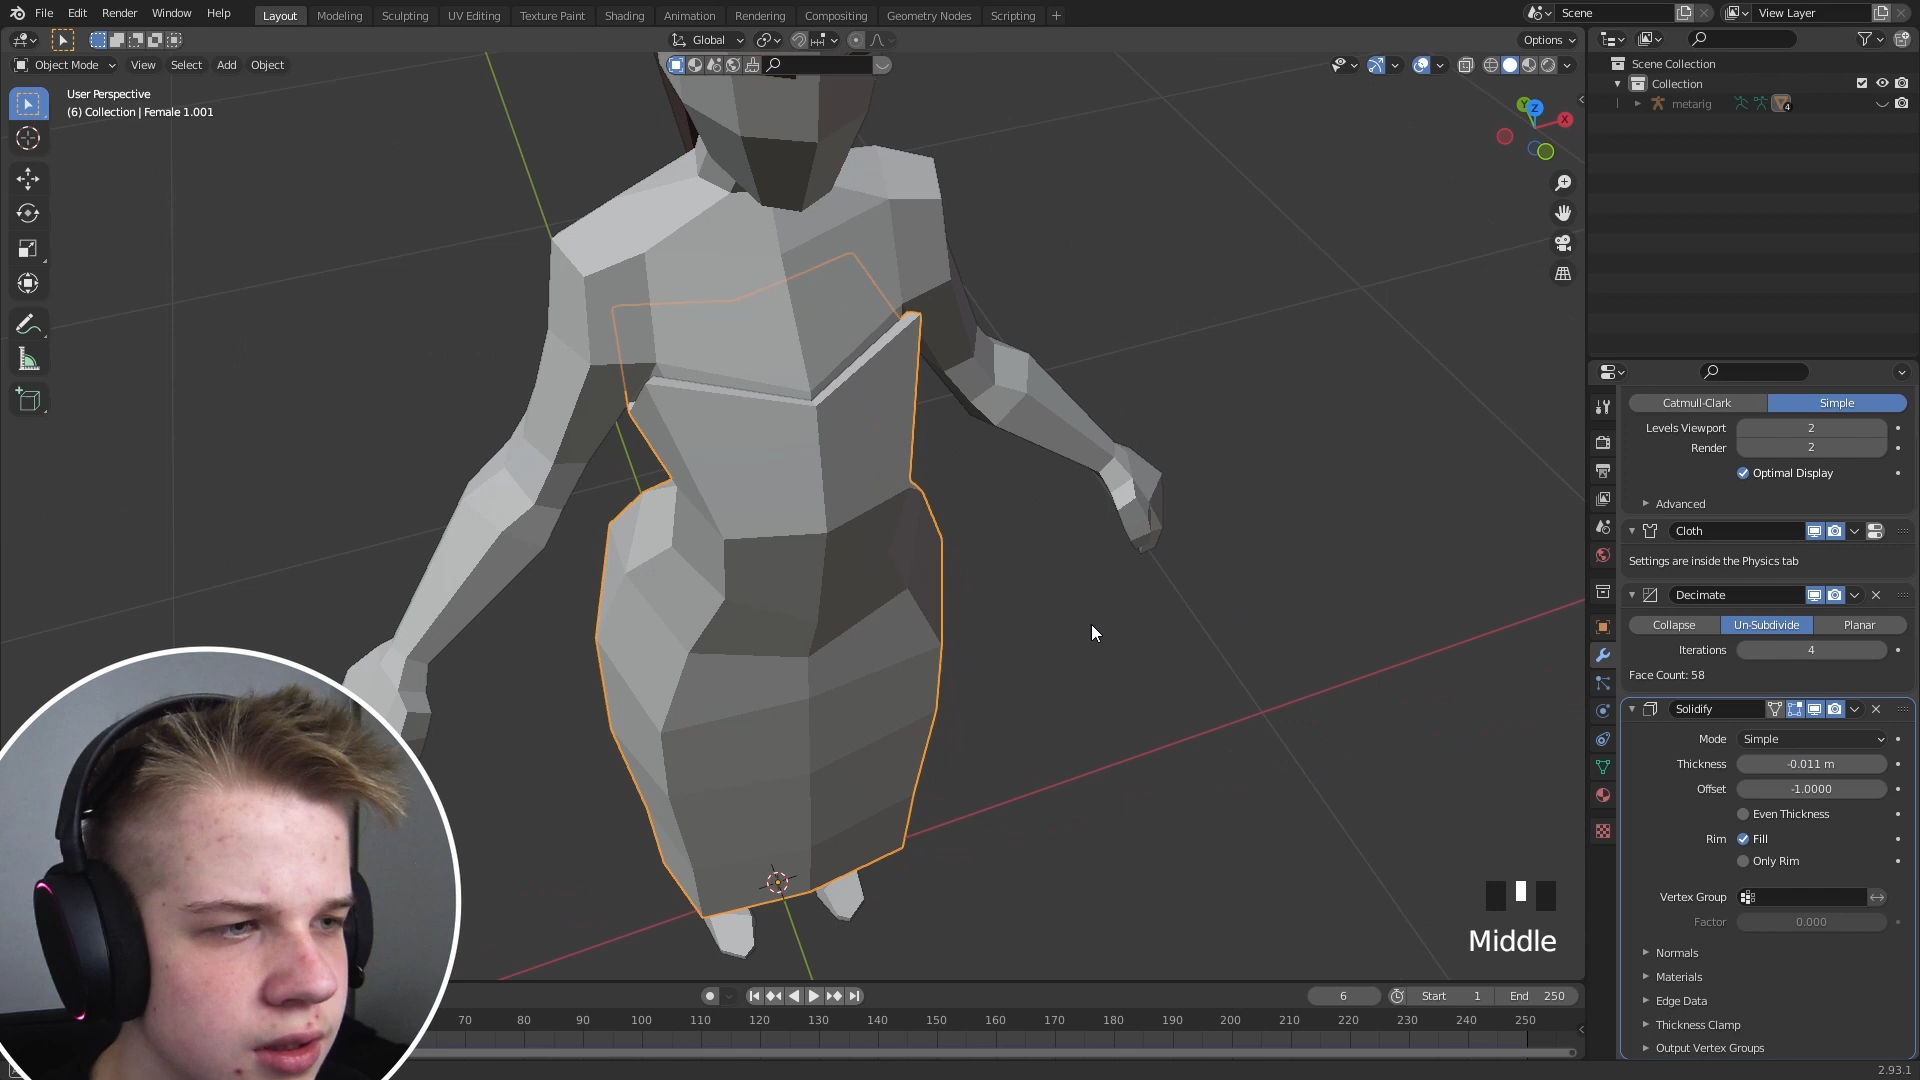 File Edit Render Window Help Layout Modeling Sculpting UV Editing Texture Paint Shading Animation Rendering Compositing Geometry Nodes Scripting + Scene View Layer
Global Options
Object Mode View Select Add Object
User Perspective
(6) Collection | Female 1.001
Y Z X
Scene Collection
Collection
metarig 4
Catmull-Clark Simple
Levels Viewport 2
Render 2
Optimal Display
Advanced
Cloth
Settings are inside the Physics tab
Decimate
Collapse Un-Subdivide Planar
Iterations 4
Face Count: 58
Solidify
Mode Simple
Thickness -0.011 m
Offset -1.0000
Even Thickness
Rim Fill
Only Rim
Vertex Group
Factor 0.000
Normals
Materials
Edge Data
Thickness Clamp
Output Vertex Groups
Middle
6 Start 1 End 250
70 80 90 100 110 120 130 140 150 160 170 180 190 200 210 220 230 240 250
2.93.1